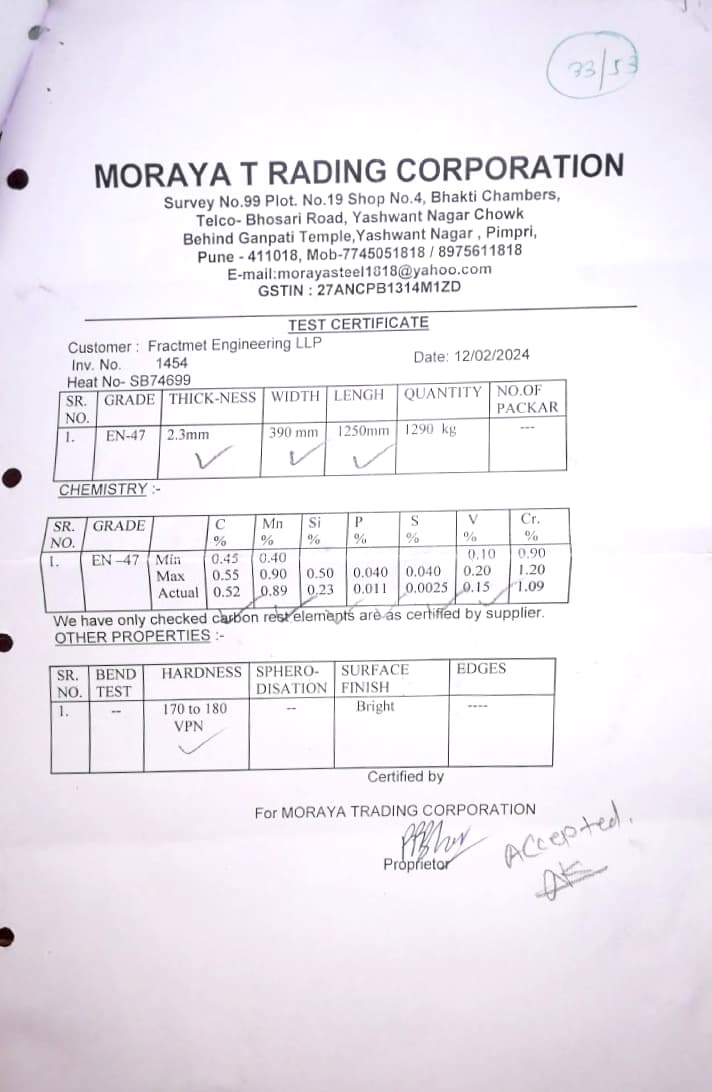 33/53
MORAYA T RADING CORPORATION
Survey No.99 Plot. No.19 Shop No.4, Bhakti Chambers,
Telco- Bhosari Road, Yashwant Nagar Chowk
Behind Ganpati Temple,Yashwant Nagar , Pimpri,
Pune - 411018, Mob-7745051818 / 8975611818
E-mail:morayasteel1818@yahoo.com
GSTIN : 27ANCPB1314M1ZD
TEST CERTIFICATE
Customer : Fractmet Engineering LLP
Inv. No. 1454 Date: 12/02/2024
Heat No- SB74699
SR. GRADE THICK-NESS WIDTH LENGH QUANTITY NO.OF
NO. PACKAR
1. EN-47 2.3mm 390 mm 1250mm 1290 kg ---
CHEMISTRY :-
SR. GRADE C Mn Si P S V Cr.
NO. % % % % % % %
1. EN –47 Min 0.45 0.40 0.10 0.90
Max 0.55 0.90 0.50 0.040 0.040 0.20 1.20
Actual 0.52 0.89 0.23 0.011 0.0025 0.15 1.09
We have only checked carbon rest elements are as certified by supplier.
OTHER PROPERTIES :-
SR. BEND HARDNESS SPHERO- SURFACE EDGES
NO. TEST DISATION FINISH
1. -- 170 to 180 -- Bright ----
VPN
Certified by
For MORAYA TRADING CORPORATION
Proprietor
Accepted.